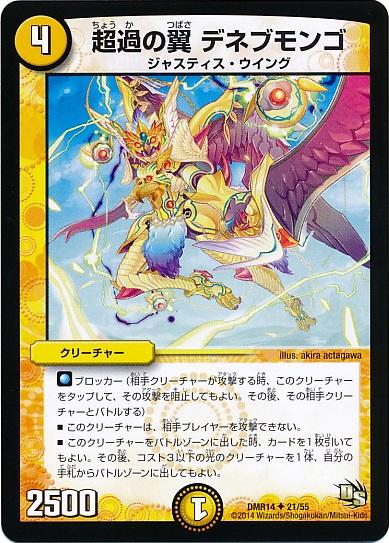 4
ちょうか つばさ
超過の翼 デネブモンゴ
ジャスティス・ウイング
クリーチャー
illus. akira actagawa
ブロッカー (相手クリーチャーが攻撃する時、このクリーチャー
をタップして、その攻撃を阻止してもよい。その後、その相手クリー
チャーとバトルする)
■ このクリーチャーは、相手プレイヤーを攻撃できない。
■ このクリーチャーをバトルゾーンに出した時、カードを1枚引いて
もよい。その後、コスト3以下の光のクリーチャーを1体、自分の
手札からバトルゾーンに出してもよい。
2500
1
DMR14 ♦ 21/55
©2014 Wizards/Shogakukan/Mitsui-Kids
DS